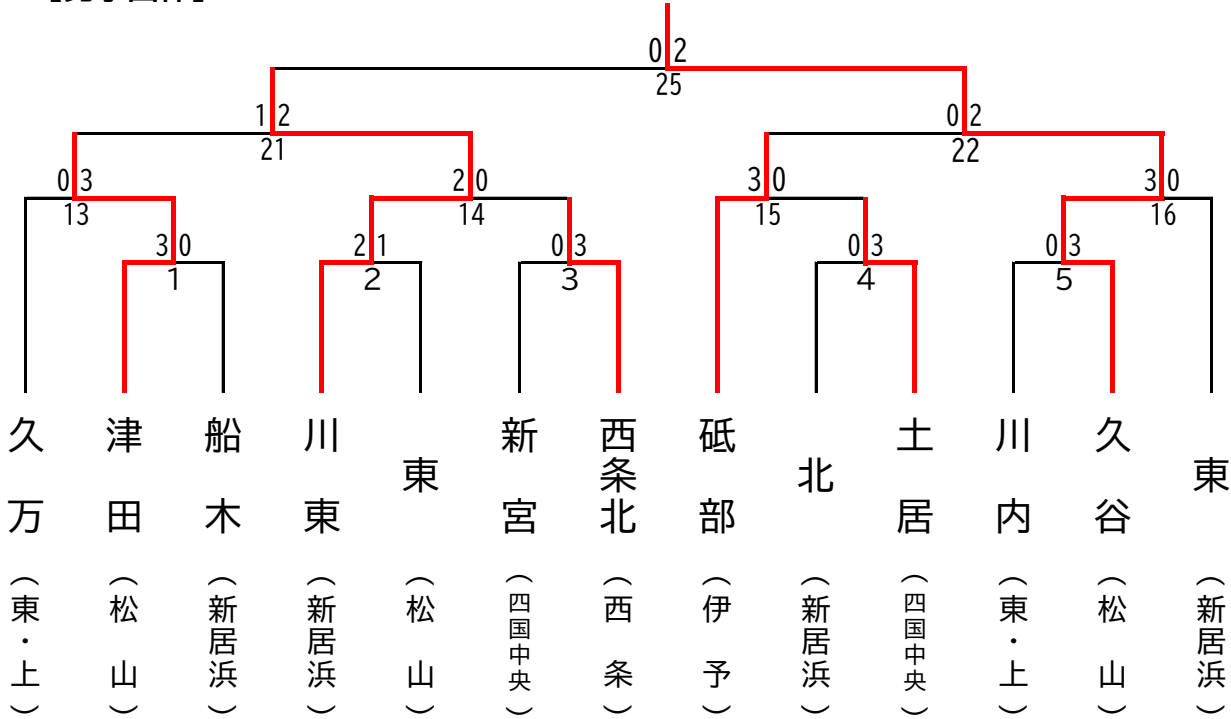 0 2
25
1 2
21
0 2
22
0 3
13
2 0
14
3 0
15
3 0
16
3 0
1
2 1
2
0 3
3
0 3
4
0 3
5
久万
(東・上)
津田
(松山)
船木
(新居浜)
川東
(新居浜)
東
(松山)
新宮
(四国中央)
西条北
(西条)
砥部
(伊予)
北
(新居浜)
土居
(四国中央)
川内
(東・上)
久谷
(松山)
東
(新居浜)